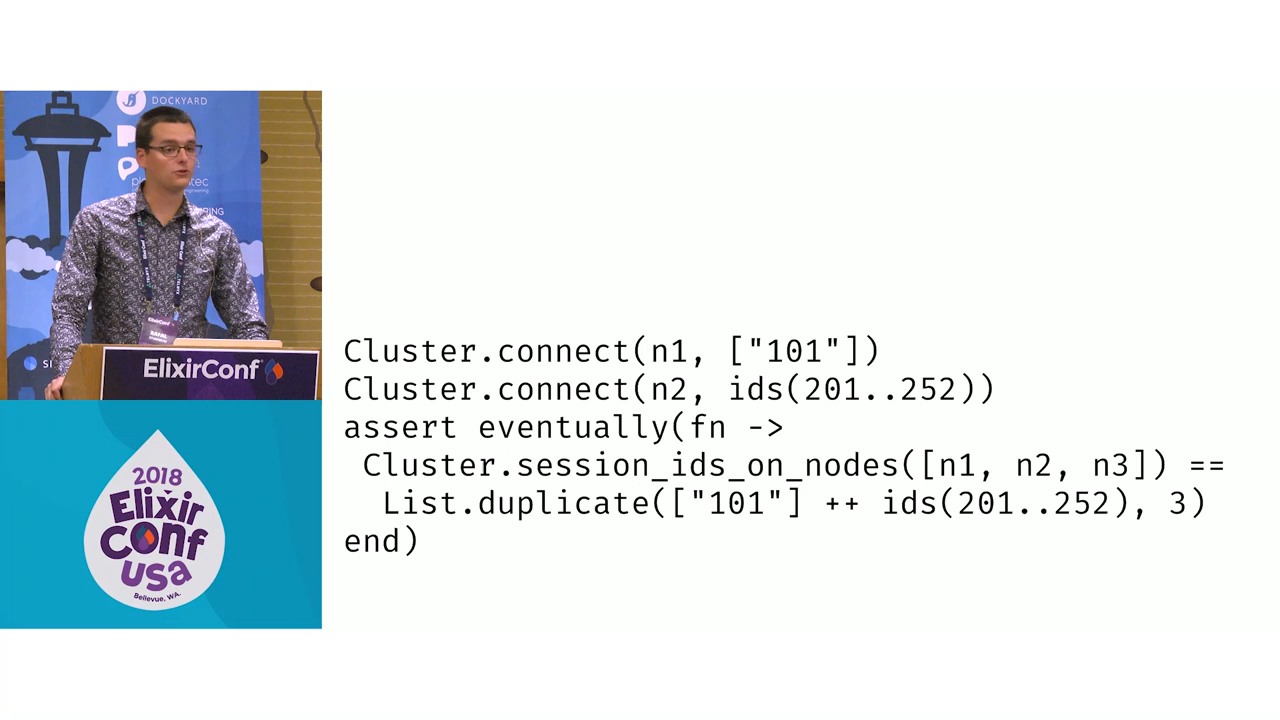 DOCKYARD
ElixirConf
ElixirConf
2018
Elixir
Conf
USA
Bellevue, WA.
Cluster.connect(n1, ["101"])
Cluster.connect(n2, ids(201..252))
assert eventually(fn ->
Cluster.session_ids_on_nodes([n1, n2, n3]) ==
List.duplicate(["101"] ++ ids(201..252), 3)
end)